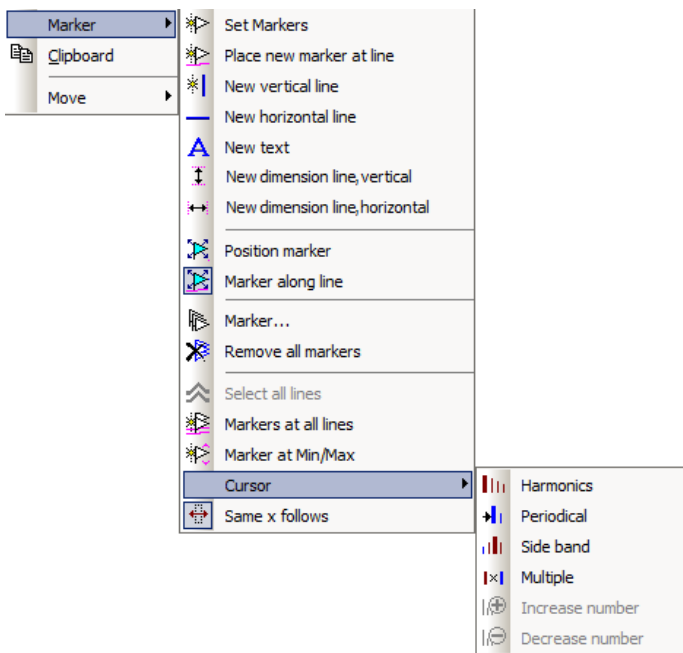 Marker
Clipboard
Move
Set Markers
Place new marker at line
New vertical line
New horizontal line
New text
New dimension line, vertical
New dimension line, horizontal
Position marker
Marker along line
Marker...
Remove all markers
Select all lines
Markers at all lines
Marker at Min/Max
Cursor
Same x follows
Harmonics
Periodical
Side band
Multiple
Increase number
Decrease number